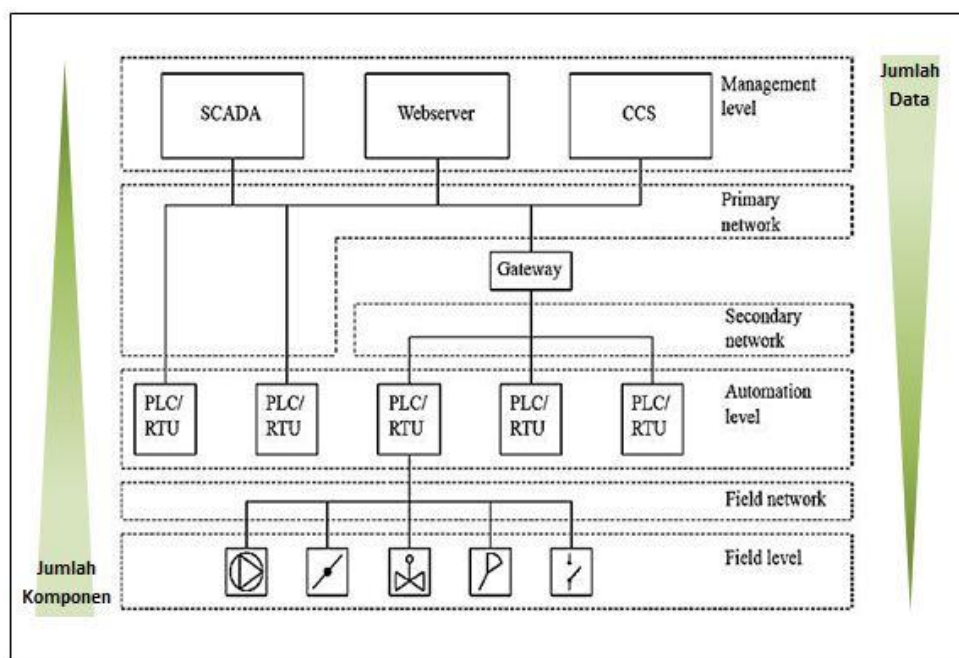 Jumlah
Data
Management
level
SCADA
Webserver
CCS
Primary
network
Gateway
Secondary
network
Automation
level
PLC/
RTU
PLC/
RTU
PLC/
RTU
PLC/
RTU
PLC/
RTU
Field network
Field level
Jumlah
Komponen